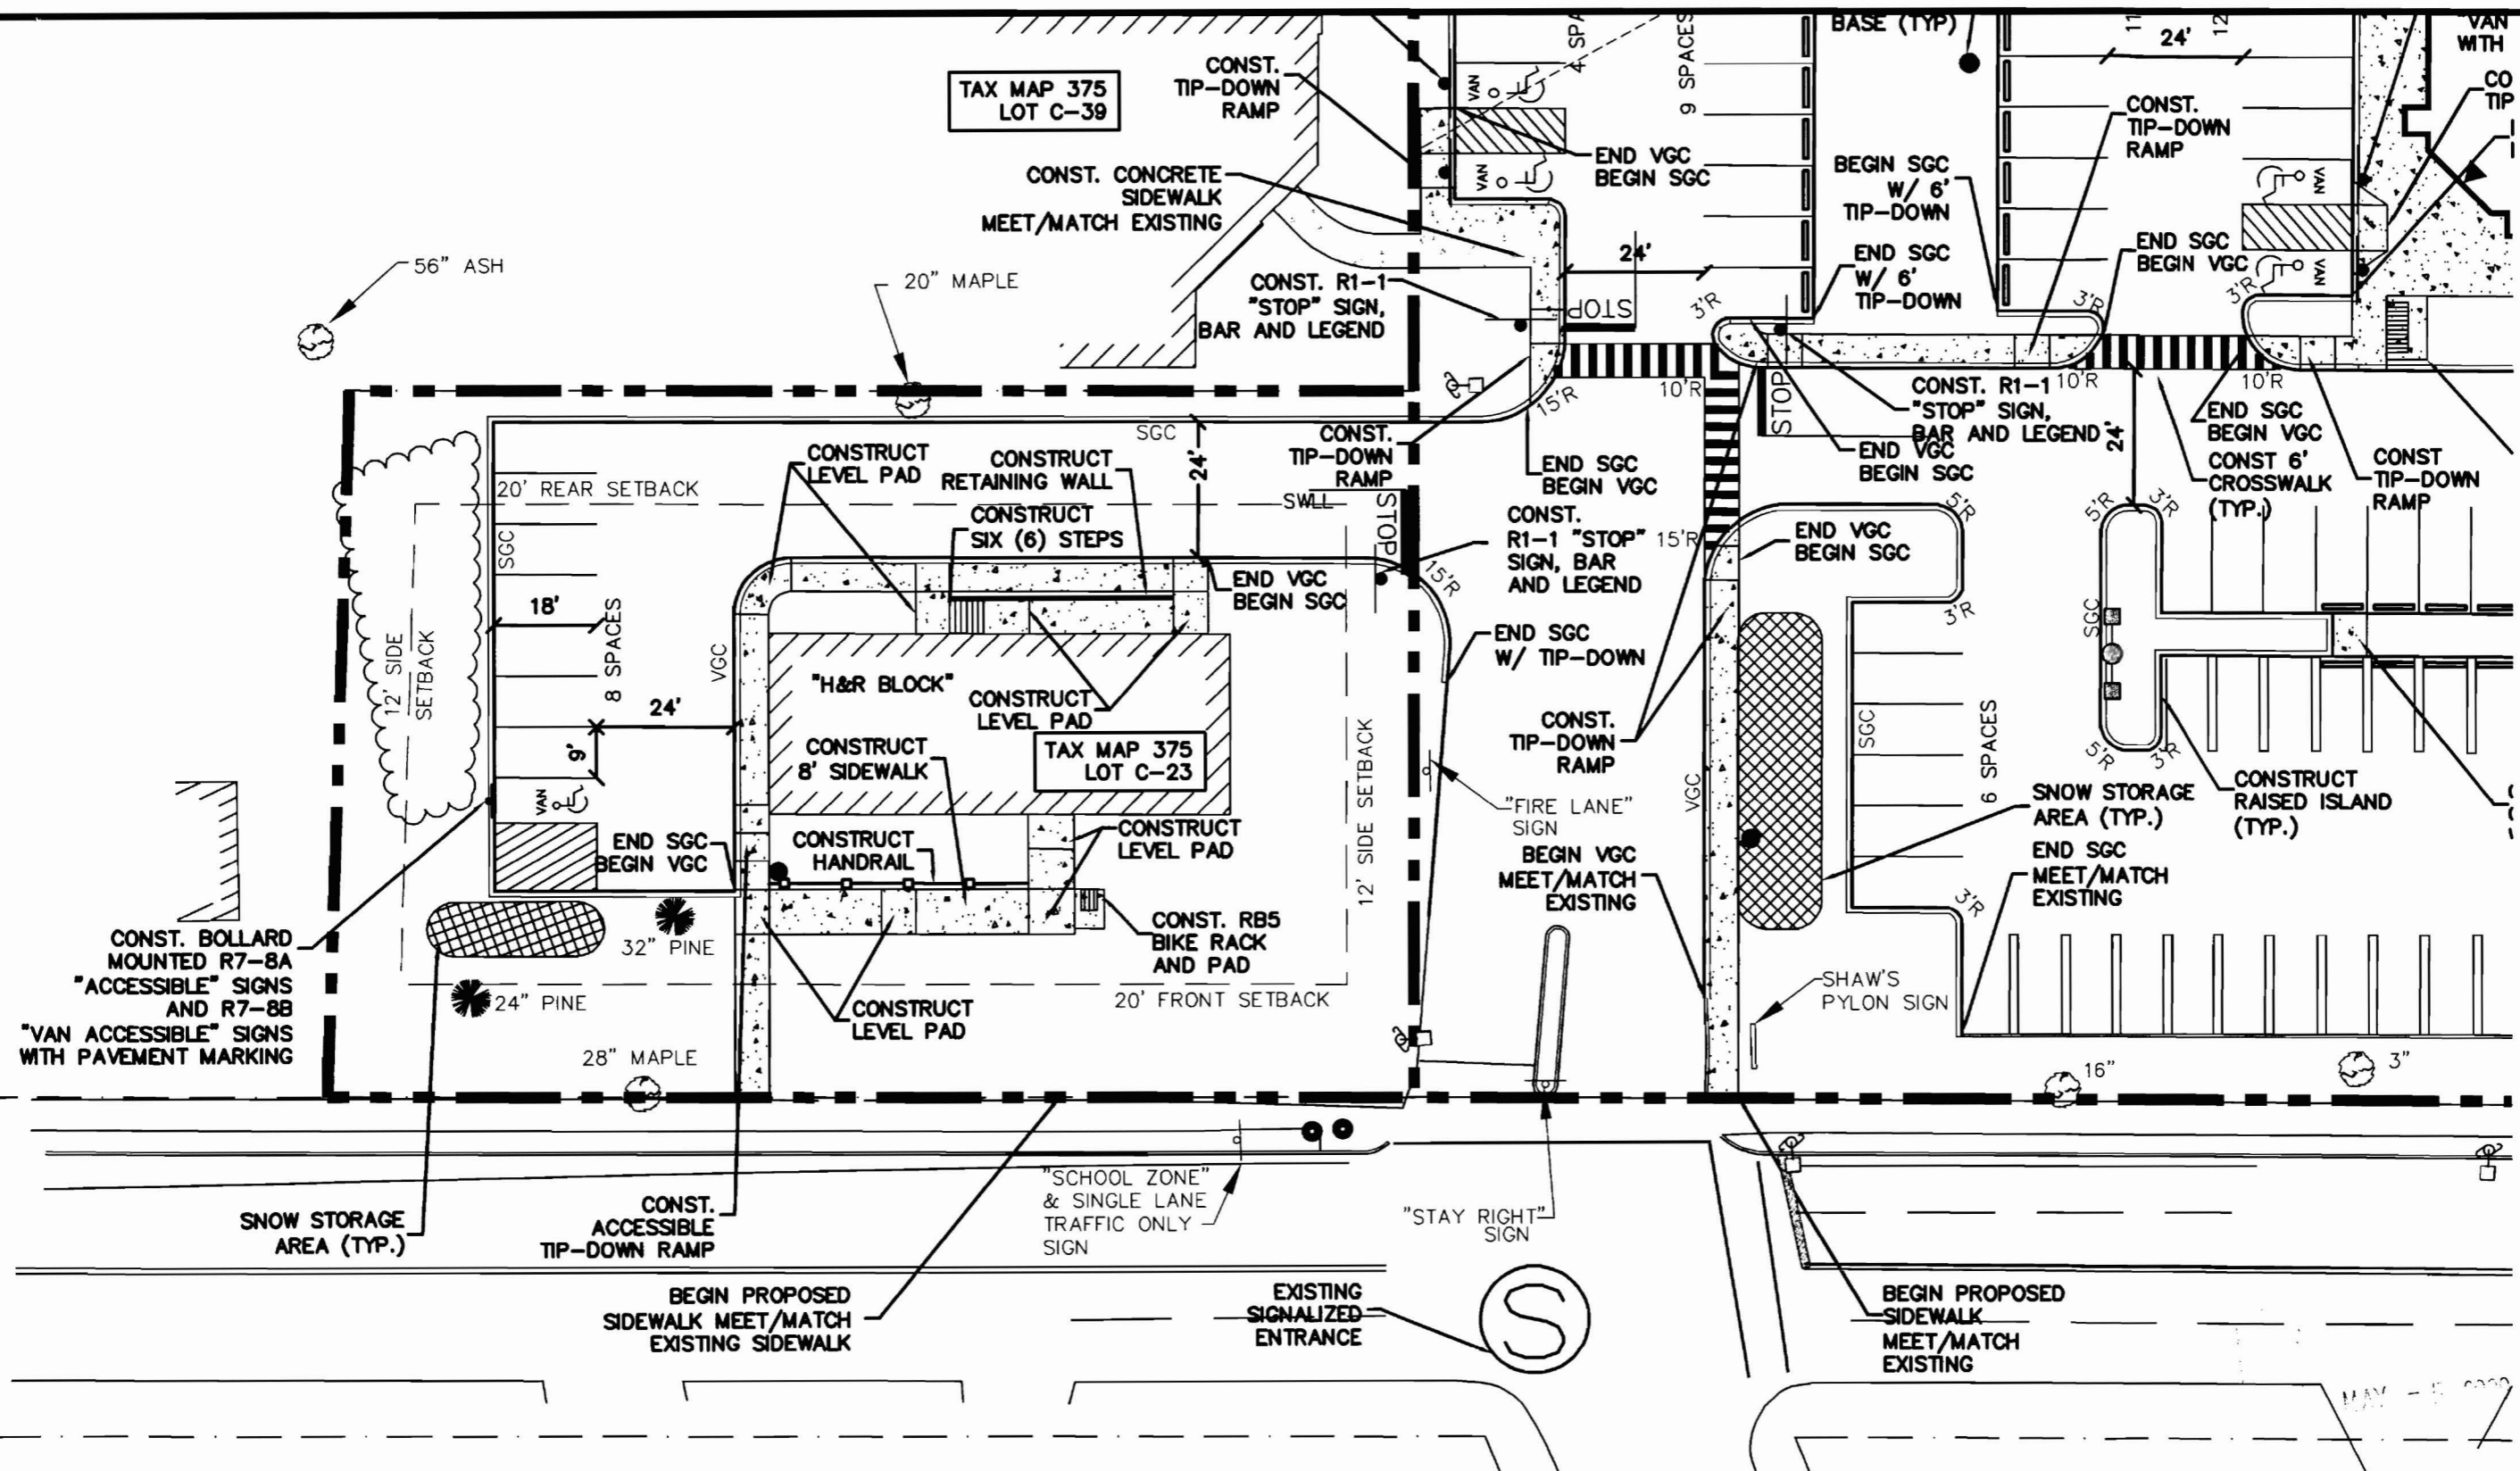 TAX MAP 375
LOT C-39
CONST.
TIP-DOWN
RAMP
CONST. CONCRETE
SIDEWALK
MEET/MATCH EXISTING
CONST. R1-1
"STOP" SIGN,
BAR AND LEGEND
VAN
VAN
9 SPACES
BASE (TYP)
END VGC
BEGIN SGC
24'
STOP
3'R
BEGIN SGC
W/ 6'
TIP-DOWN
END SGC
W/ 6'
TIP-DOWN
24'
CONST.
TIP-DOWN
RAMP
END SGC
BEGIN VGC
3'R
3'R
VAN
VAN
"VAN
WITH
56" ASH
20" MAPLE
SGC
24'
CONST.
TIP-DOWN
RAMP
15'R
10'R
STOP
END SGC
BEGIN VGC
CONST. R1-1
"STOP" SIGN,
BAR AND LEGEND
END VGC
BEGIN SGC
10'R
10'R
24'
END SGC
BEGIN VGC
CONST 6'
CROSSWALK
(TYP.)
CONST
TIP-DOWN
RAMP
CONSTRUCT
LEVEL PAD
CONSTRUCT
RETAINING WALL
20' REAR SETBACK
SWLL
STOP
CONSTRUCT
SIX (6) STEPS
SGC
CONST.
R1-1 "STOP"
SIGN, BAR
AND LEGEND
15'R
END VGC
BEGIN SGC
5'R
3'R
5'R
3'R
END VGC
BEGIN SGC
15'R
18'
8 SPACES
12' SIDE
SETBACK
VGC
"H&R BLOCK"
CONSTRUCT
LEVEL PAD
END SGC
W/ TIP-DOWN
SGC
24'
9'
CONSTRUCT
8' SIDEWALK
TAX MAP 375
LOT C-23
12' SIDE SETBACK
CONST.
TIP-DOWN
RAMP
VGC
SGC
6 SPACES
5'R
3'R
VAN
"FIRE LANE"
SIGN
SNOW STORAGE
AREA (TYP.)
CONSTRUCT
RAISED ISLAND
(TYP.)
END SGC
BEGIN VGC
CONSTRUCT
HANDRAIL
CONSTRUCT
LEVEL PAD
BEGIN VGC
MEET/MATCH
EXISTING
END SGC
MEET/MATCH
EXISTING
3'R
CONST. BOLLARD
MOUNTED R7-8A
"ACCESSIBLE" SIGNS
AND R7-8B
"VAN ACCESSIBLE" SIGNS
WITH PAVEMENT MARKING
32" PINE
24" PINE
CONST. RB5
BIKE RACK
AND PAD
CONSTRUCT
LEVEL PAD
20' FRONT SETBACK
SHAW'S
PYLON SIGN
28" MAPLE
16"
3"
SNOW STORAGE
AREA (TYP.)
CONST.
ACCESSIBLE
TIP-DOWN RAMP
"SCHOOL ZONE"
& SINGLE LANE
TRAFFIC ONLY
SIGN
"STAY RIGHT"
SIGN
BEGIN PROPOSED
SIDEWALK MEET/MATCH
EXISTING SIDEWALK
EXISTING
SIGNALIZED
ENTRANCE
S
BEGIN PROPOSED
SIDEWALK
MEET/MATCH
EXISTING